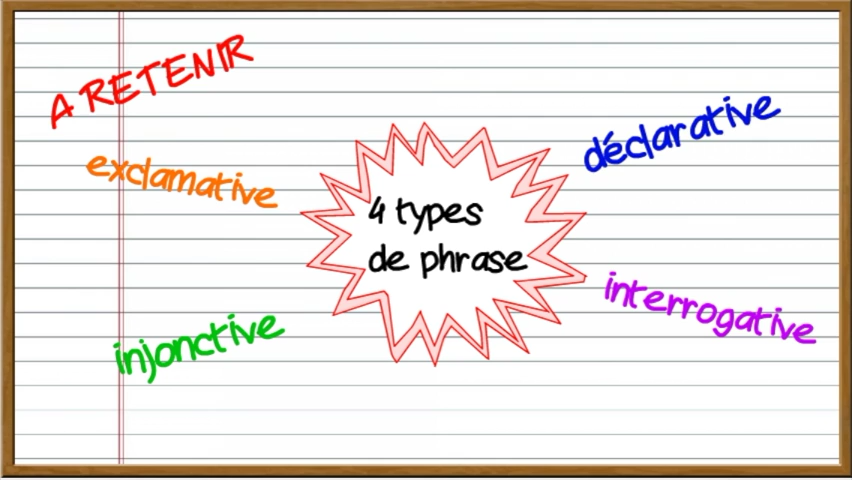 A RETENIR
déclarative
exclamative
4 types
de phrase
interrogative
injonctive